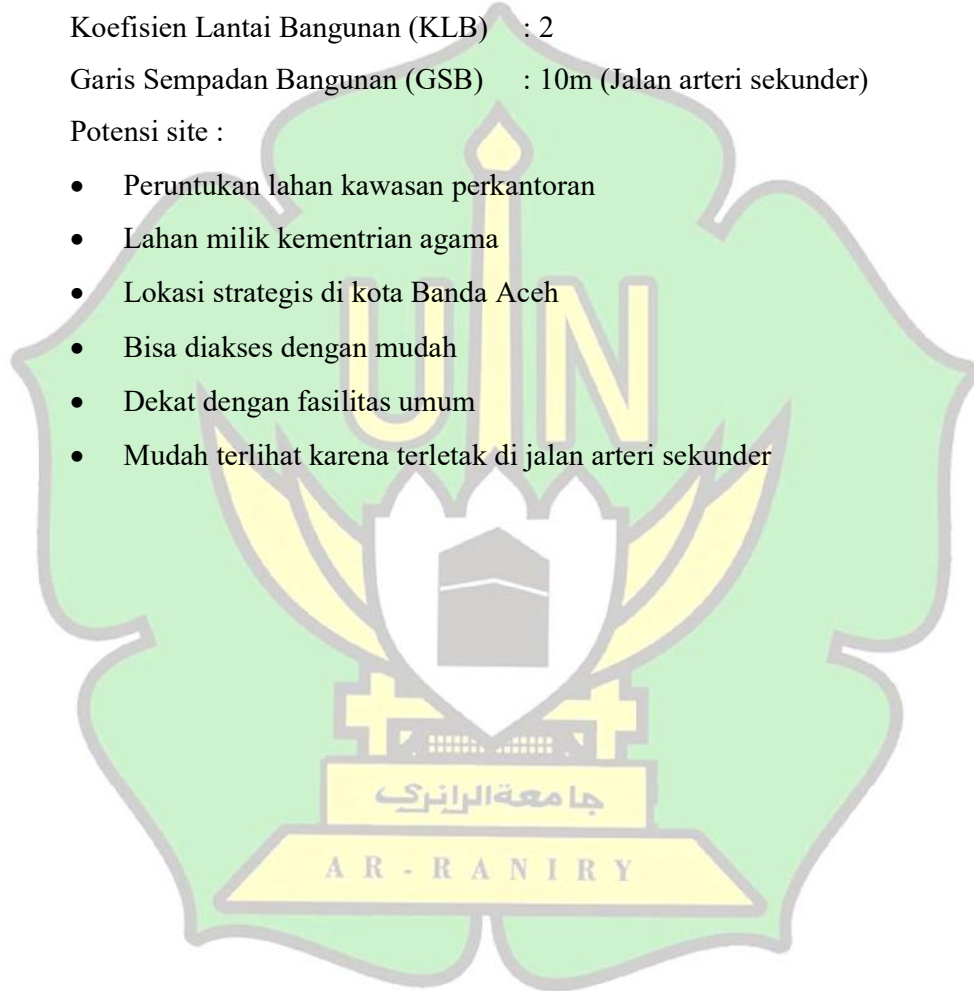 Koefisien Lantai Bangunan (KLB) : 2
Garis Sempadan Bangunan (GSB) : 10m (Jalan arteri sekunder)
Potensi site :
• Peruntukan lahan kawasan perkantoran
• Lahan milik kementrian agama
• Lokasi strategis di kota Banda Aceh
• Bisa diakses dengan mudah
• Dekat dengan fasilitas umum
• Mudah terlihat karena terletak di jalan arteri sekunder
UIN
جامعة الرانري
AR-RANIRY